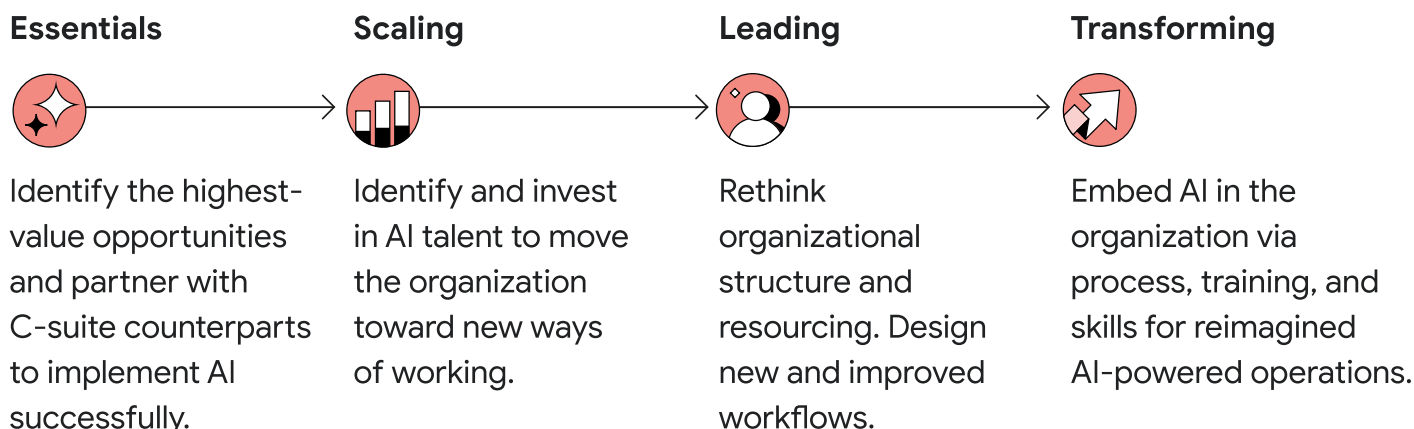 Essentials
Identify the highest-
value opportunities
and partner with
C-suite counterparts
to implement AI
successfully.
Scaling
Identify and invest
in AI talent to move
the organization
toward new ways
of working.
Leading
Rethink
organizational
structure and
resourcing. Design
new and improved
workflows.
Transforming
Embed AI in the
organization via
process, training, and
skills for reimagined
AI-powered operations.